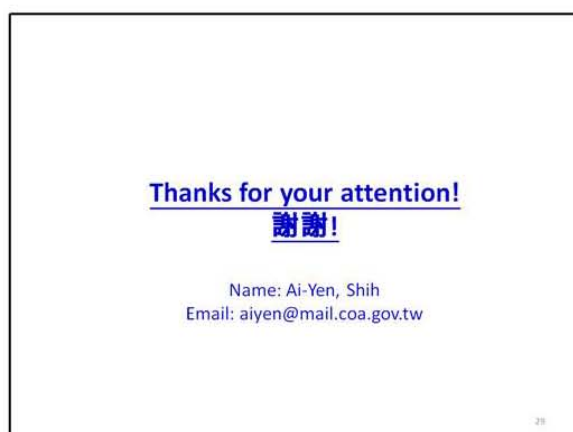 Thanks for your attention!
謝謝!
Name: Ai-Yen, Shih
Email: aiyen@mail.coa.gov.tw
29